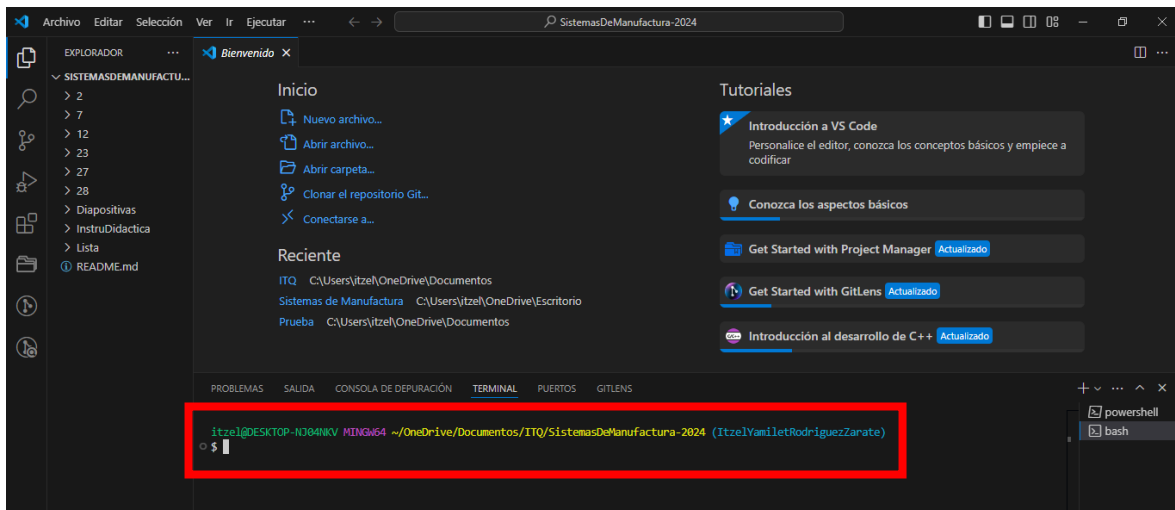 Archivo Editar Selección Ver Ir Ejecutar ··· SistemasDeManufactura-2024
EXPLORADOR ···
SISTEMASDEMANUFACTU...
2
7
12
23
27
28
Diapositivas
InstruDidactica
Lista
README.md
Bienvenido
Inicio
Nuevo archivo...
Abrir archivo...
Abrir carpeta...
Clonar el repositorio Git...
Conectarse a...
Reciente
ITQ C:\Users\itzel\OneDrive\Documentos
Sistemas de Manufactura C:\Users\itzel\OneDrive\Escritorio
Prueba C:\Users\itzel\OneDrive\Documentos
Tutoriales
Introducción a VS Code
Personalice el editor, conozca los conceptos básicos y empiece a
codificar
Conozca los aspectos básicos
Get Started with Project Manager Actualizado
Get Started with GitLens Actualizado
Introducción al desarrollo de C++ Actualizado
PROBLEMAS SALIDA CONSOLA DE DEPURACIÓN TERMINAL PUERTOS GITLENS
itzel@DESKTOP-NJ04NKV MINGW64 ~/OneDrive/Documentos/ITQ/SistemasDeManufactura-2024 (ItzelYamiletRodriguezZarate)
$
powershell
bash